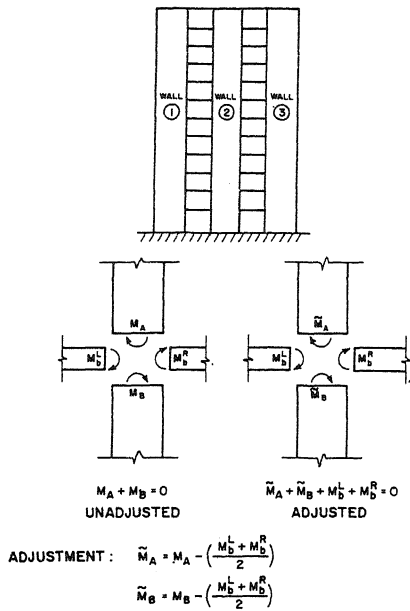 WALL WALL WALL
① ② ③
M_A M̃_A
M_b^L M_b^R M_b^L M_b^R
M_B M̃_B
M_A + M_B = 0 M̃_A + M̃_B + M_b^L + M_b^R = 0
UNADJUSTED ADJUSTED
ADJUSTMENT : M̃_A = M_A - ( (M_b^L + M_b^R) / 2 )
M̃_B = M_B - ( (M_b^L + M_b^R) / 2 )